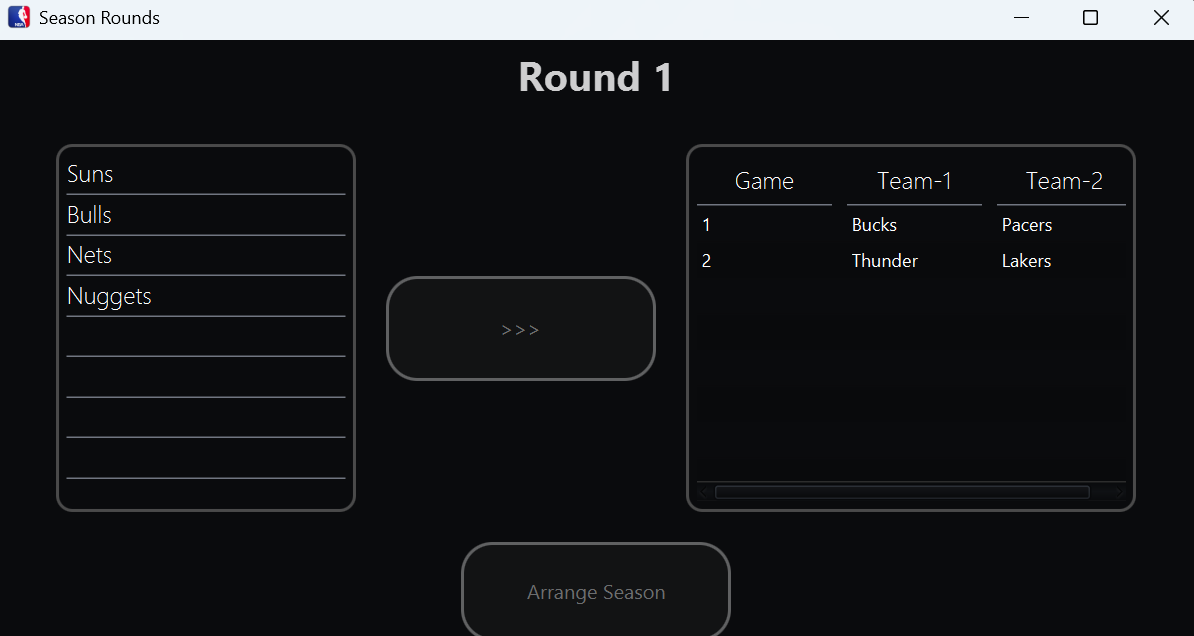 Season Rounds
Round 1
Suns
Bulls
Nets
Nuggets
>>>
Game Team-1 Team-2
1 Bucks Pacers
2 Thunder Lakers
Arrange Season